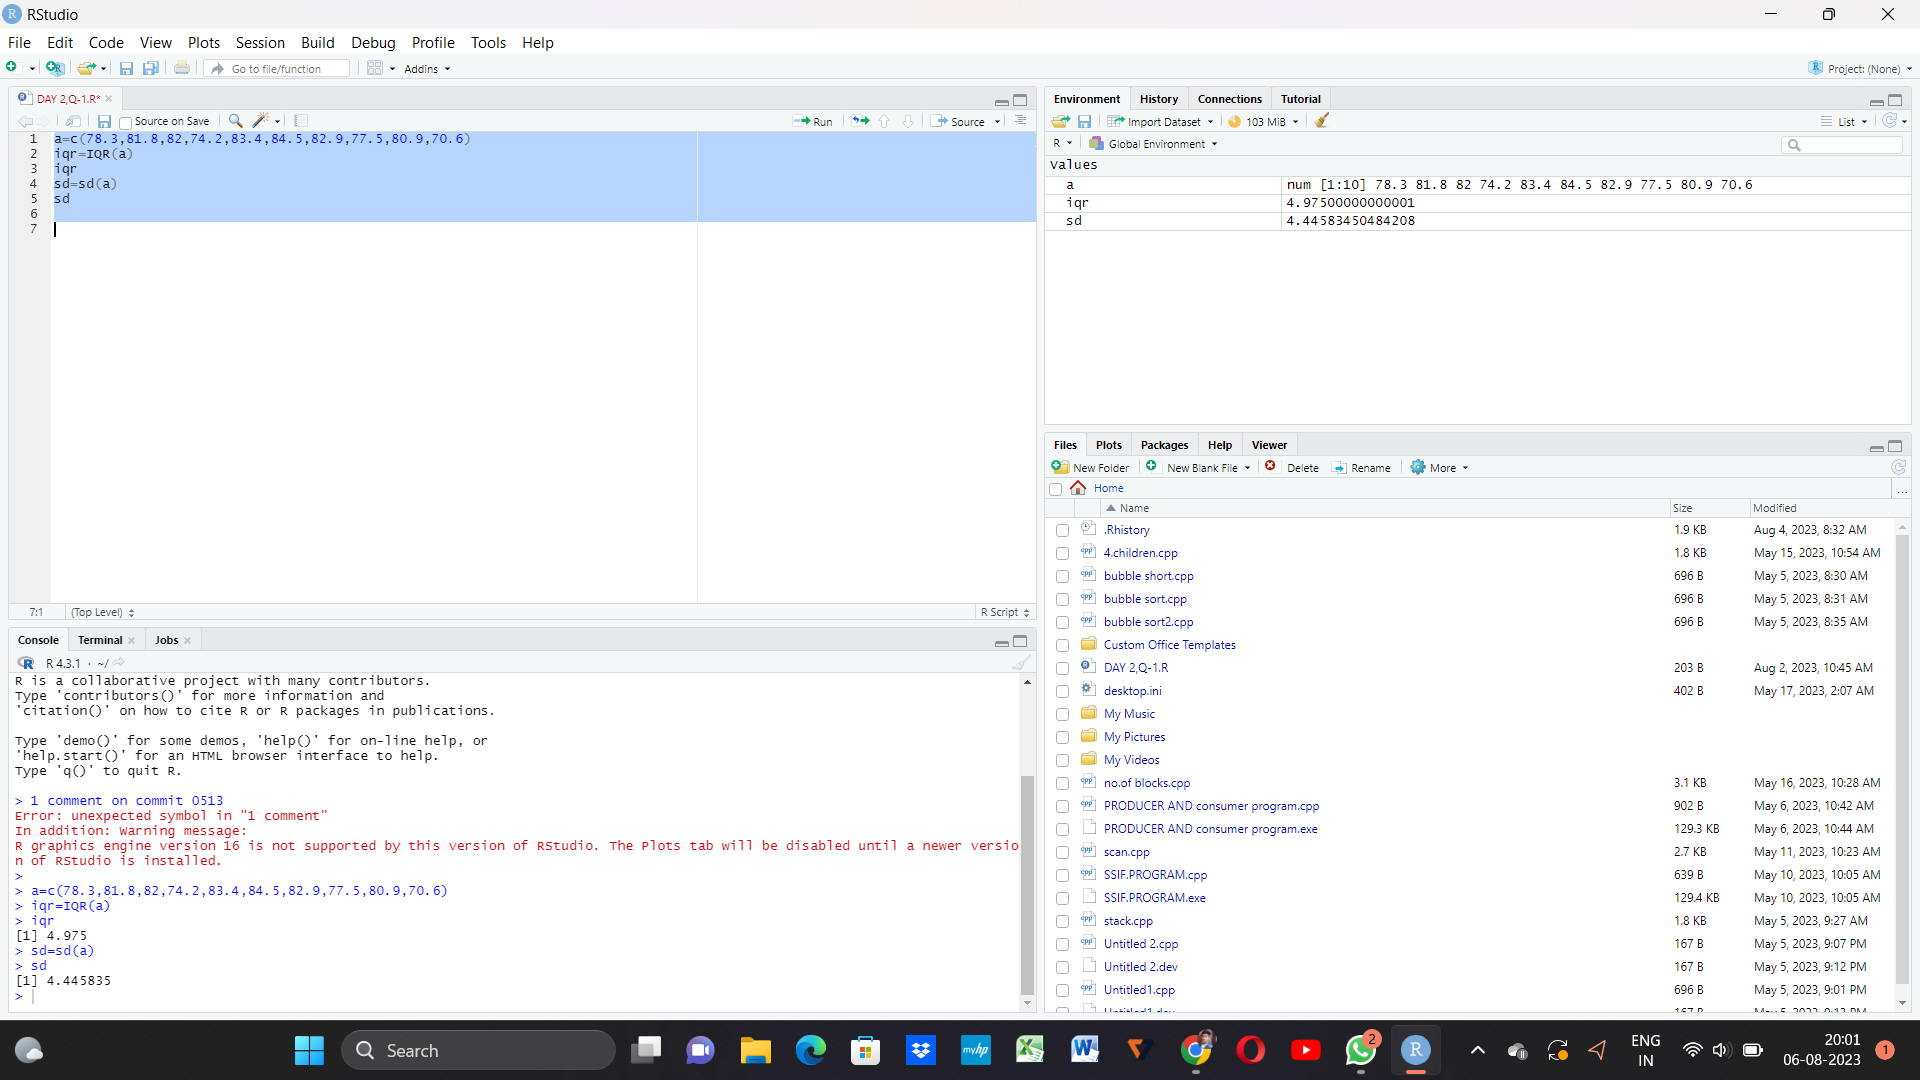 RStudio
File Edit Code View Plots Session Build Debug Profile Tools Help
Go to file/function Addins Project: (None)
DAY 2,Q-1.R*
Source on Save Run Source
1 a=c(78.3,81.8,82,74.2,83.4,84.5,82.9,77.5,80.9,70.6)
2 iqr=IQR(a)
3 iqr
4 sd=sd(a)
5 sd
6
7
7:1 (Top Level) R Script
Console Terminal Jobs
R 4.3.1 · ~/
R is a collaborative project with many contributors.
Type 'contributors()' for more information and
'citation()' on how to cite R or R packages in publications.
Type 'demo()' for some demos, 'help()' for on-line help, or
'help.start()' for an HTML browser interface to help.
Type 'q()' to quit R.
> 1 comment on commit 0513
Error: unexpected symbol in "1 comment"
In addition: Warning message:
R graphics engine version 16 is not supported by this version of RStudio. The Plots tab will be disabled until a newer versio
n of RStudio is installed.
>
> a=c(78.3,81.8,82,74.2,83.4,84.5,82.9,77.5,80.9,70.6)
> iqr=IQR(a)
> iqr
[1] 4.975
> sd=sd(a)
> sd
[1] 4.445835
>
Environment History Connections Tutorial
Import Dataset 103 MiB List
R Global Environment
Values
a num [1:10] 78.3 81.8 82 74.2 83.4 84.5 82.9 77.5 80.9 70.6
iqr 4.97500000000001
sd 4.44583450484208
Files Plots Packages Help Viewer
New Folder New Blank File Delete Rename More
Home ...
Name Size Modified
.Rhistory 1.9 KB Aug 4, 2023, 8:32 AM
4.children.cpp 1.8 KB May 15, 2023, 10:54 AM
bubble short.cpp 696 B May 5, 2023, 8:30 AM
bubble sort.cpp 696 B May 5, 2023, 8:31 AM
bubble sort2.cpp 696 B May 5, 2023, 8:35 AM
Custom Office Templates
DAY 2,Q-1.R 203 B Aug 2, 2023, 10:45 AM
desktop.ini 402 B May 17, 2023, 2:07 AM
My Music
My Pictures
My Videos
no.of blocks.cpp 3.1 KB May 16, 2023, 10:28 AM
PRODUCER AND consumer program.cpp 902 B May 6, 2023, 10:42 AM
PRODUCER AND consumer program.exe 129.3 KB May 6, 2023, 10:44 AM
scan.cpp 2.7 KB May 11, 2023, 10:23 AM
SSIF.PROGRAM.cpp 639 B May 10, 2023, 10:05 AM
SSIF.PROGRAM.exe 129.4 KB May 10, 2023, 10:05 AM
stack.cpp 1.8 KB May 5, 2023, 9:27 AM
Untitled 2.cpp 167 B May 5, 2023, 9:07 PM
Untitled 2.dev 167 B May 5, 2023, 9:12 PM
Untitled1.cpp 696 B May 5, 2023, 9:01 PM
Search
myhp
2
ENG
IN
20:01
06-08-2023
1